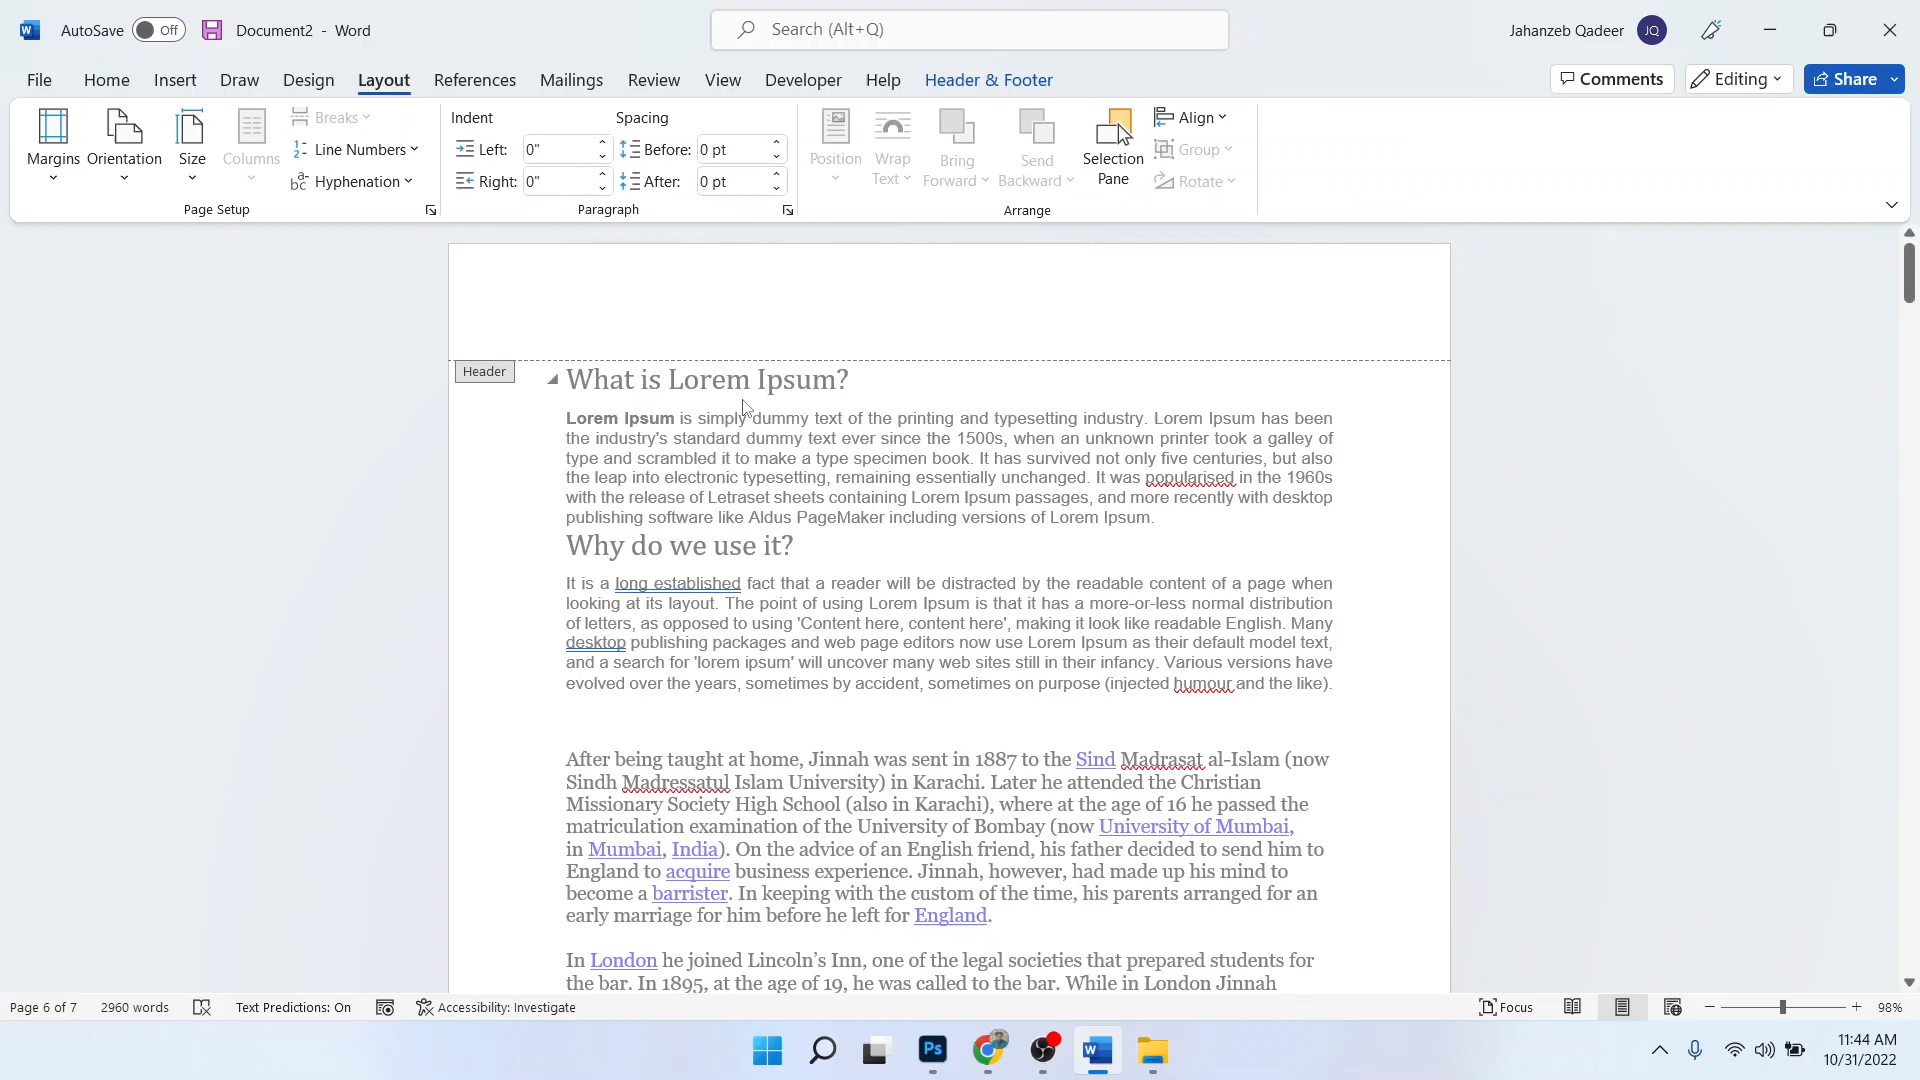 AutoSave Off Document2 - Word Search (Alt+Q) Jahanzeb Qadeer JQ
File Home Insert Draw Design Layout References Mailings Review View Developer Help Header & Footer Comments Editing Share
Margins Orientation Size Columns
Breaks
Line Numbers
Hyphenation
Page Setup
Indent Spacing
Left: 0" Before: 0 pt
Right: 0" After: 0 pt
Paragraph
Position
Wrap Text
Bring Forward
Send Backward
Selection Pane
Align
Group
Rotate
Arrange
Header
What is Lorem Ipsum?
Lorem Ipsum is simply dummy text of the printing and typesetting industry. Lorem Ipsum has been
the industry's standard dummy text ever since the 1500s, when an unknown printer took a galley of
type and scrambled it to make a type specimen book. It has survived not only five centuries, but also
the leap into electronic typesetting, remaining essentially unchanged. It was popularised in the 1960s
with the release of Letraset sheets containing Lorem Ipsum passages, and more recently with desktop
publishing software like Aldus PageMaker including versions of Lorem Ipsum.
Why do we use it?
It is a long established fact that a reader will be distracted by the readable content of a page when
looking at its layout. The point of using Lorem Ipsum is that it has a more-or-less normal distribution
of letters, as opposed to using 'Content here, content here', making it look like readable English. Many
desktop publishing packages and web page editors now use Lorem Ipsum as their default model text,
and a search for 'lorem ipsum' will uncover many web sites still in their infancy. Various versions have
evolved over the years, sometimes by accident, sometimes on purpose (injected humour and the like).
After being taught at home, Jinnah was sent in 1887 to the Sind Madrasat al-Islam (now
Sindh Madressatul Islam University) in Karachi. Later he attended the Christian
Missionary Society High School (also in Karachi), where at the age of 16 he passed the
matriculation examination of the University of Bombay (now University of Mumbai,
in Mumbai, India). On the advice of an English friend, his father decided to send him to
England to acquire business experience. Jinnah, however, had made up his mind to
become a barrister. In keeping with the custom of the time, his parents arranged for an
early marriage for him before he left for England.
In London he joined Lincoln’s Inn, one of the legal societies that prepared students for
the bar. In 1895, at the age of 19, he was called to the bar. While in London Jinnah
Page 6 of 7 2960 words Text Predictions: On Accessibility: Investigate Focus 98%
Ps
11:44 AM
10/31/2022